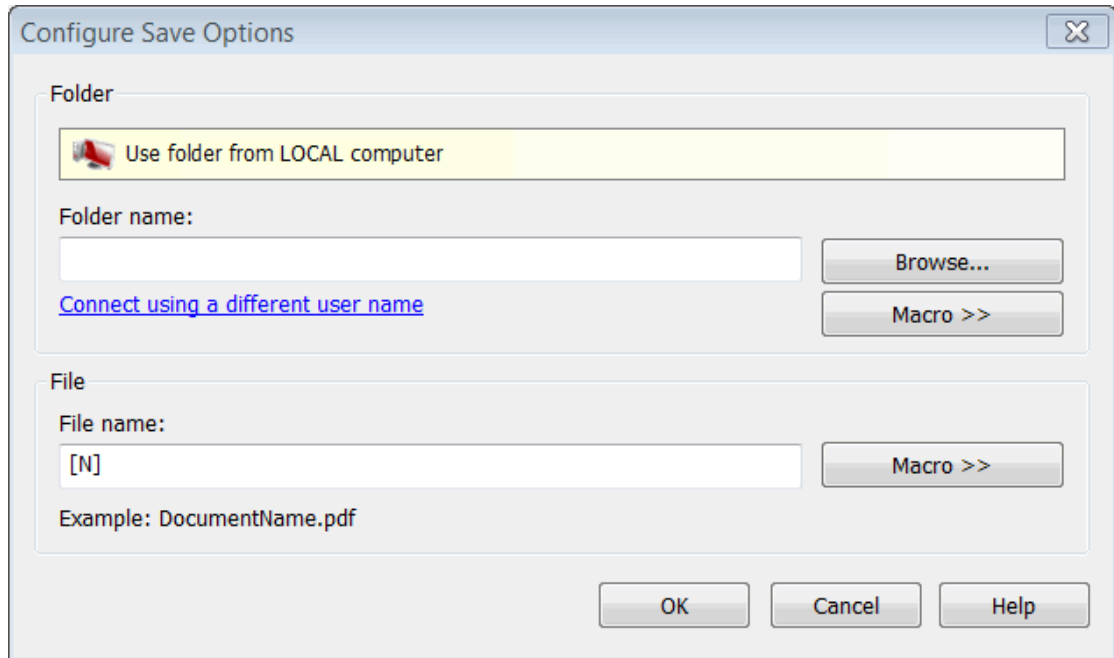 Configure Save Options
Folder
Use folder from LOCAL computer
Folder name:
Browse...
Connect using a different user name
Macro >>
File
File name:
[N]
Macro >>
Example: DocumentName.pdf
OK
Cancel
Help